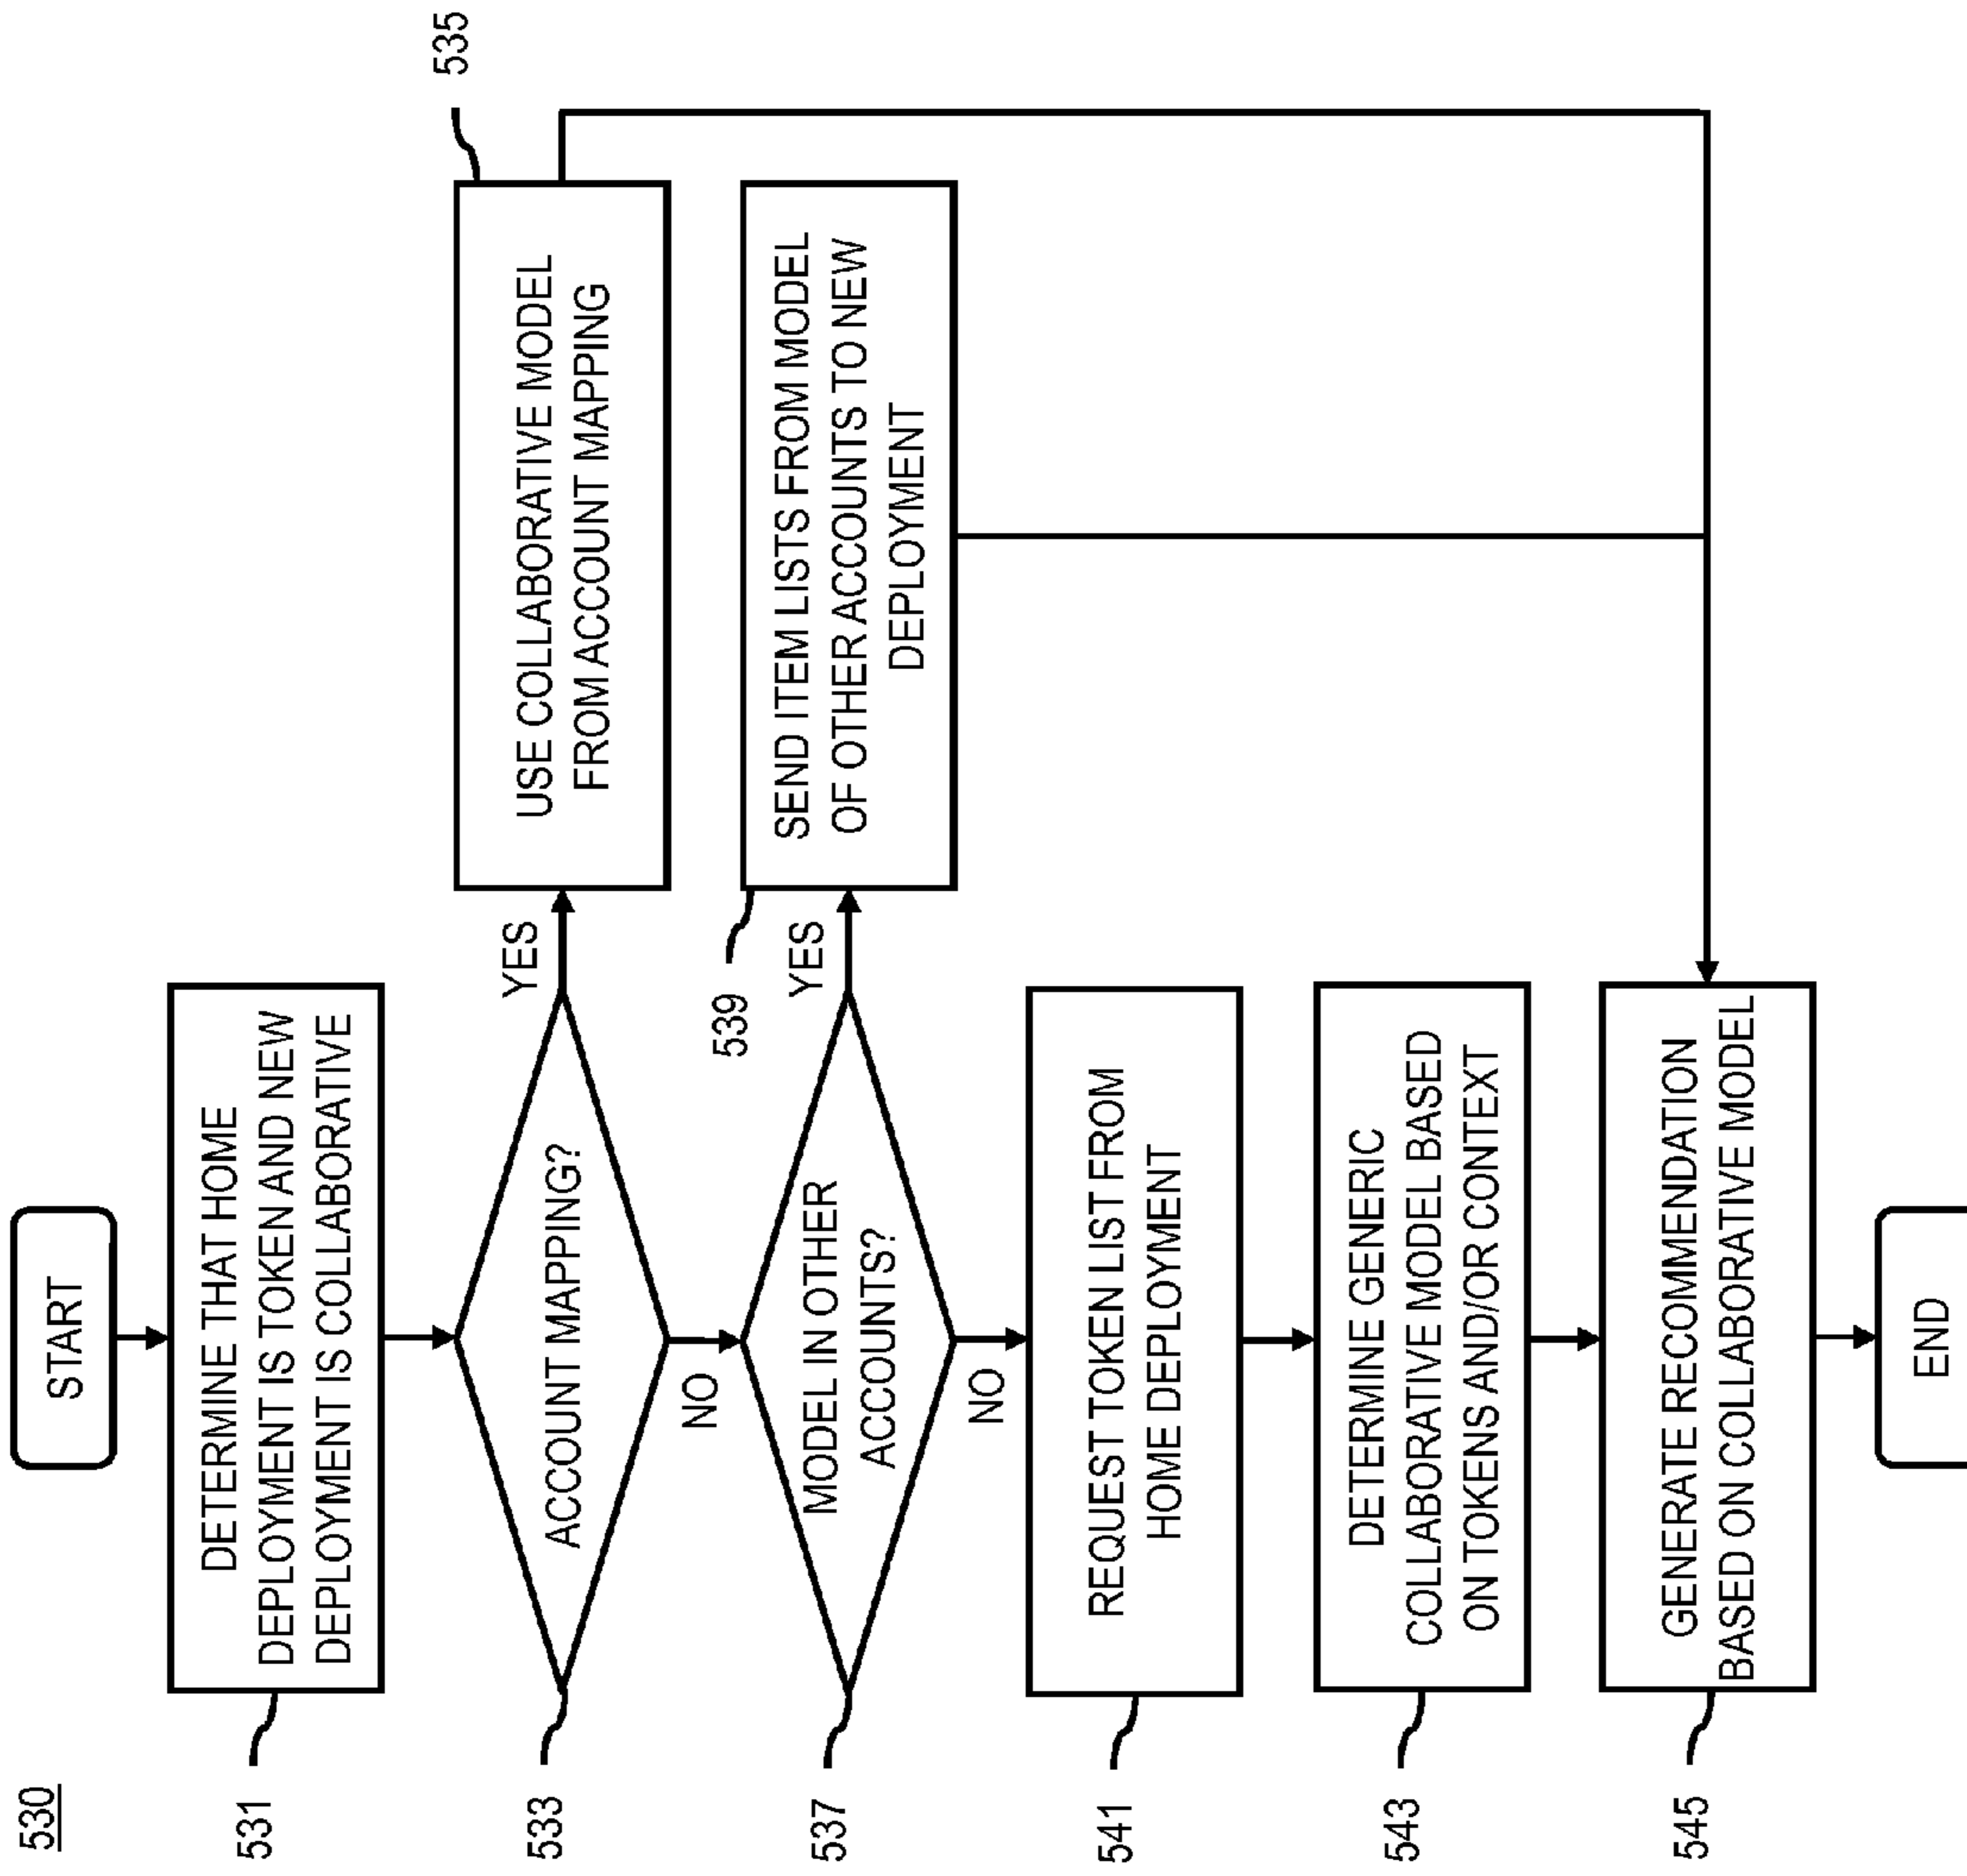 530
START
531
DETERMINE THAT HOME
DEPLOYMENT IS TOKEN AND NEW
DEPLOYMENT IS COLLABORATIVE
533
ACCOUNT MAPPING?
YES
535
USE COLLABORATIVE MODEL
FROM ACCOUNT MAPPING
NO
537
MODEL IN OTHER
ACCOUNTS?
YES
539
SEND ITEM LISTS FROM MODEL
OF OTHER ACCOUNTS TO NEW
DEPLOYMENT
NO
541
REQUEST TOKEN LIST FROM
HOME DEPLOYMENT
543
DETERMINE GENERIC
COLLABORATIVE MODEL BASED
ON TOKENS AND/OR CONTEXT
545
GENERATE RECOMMENDATION
BASED ON COLLABORATIVE MODEL
END